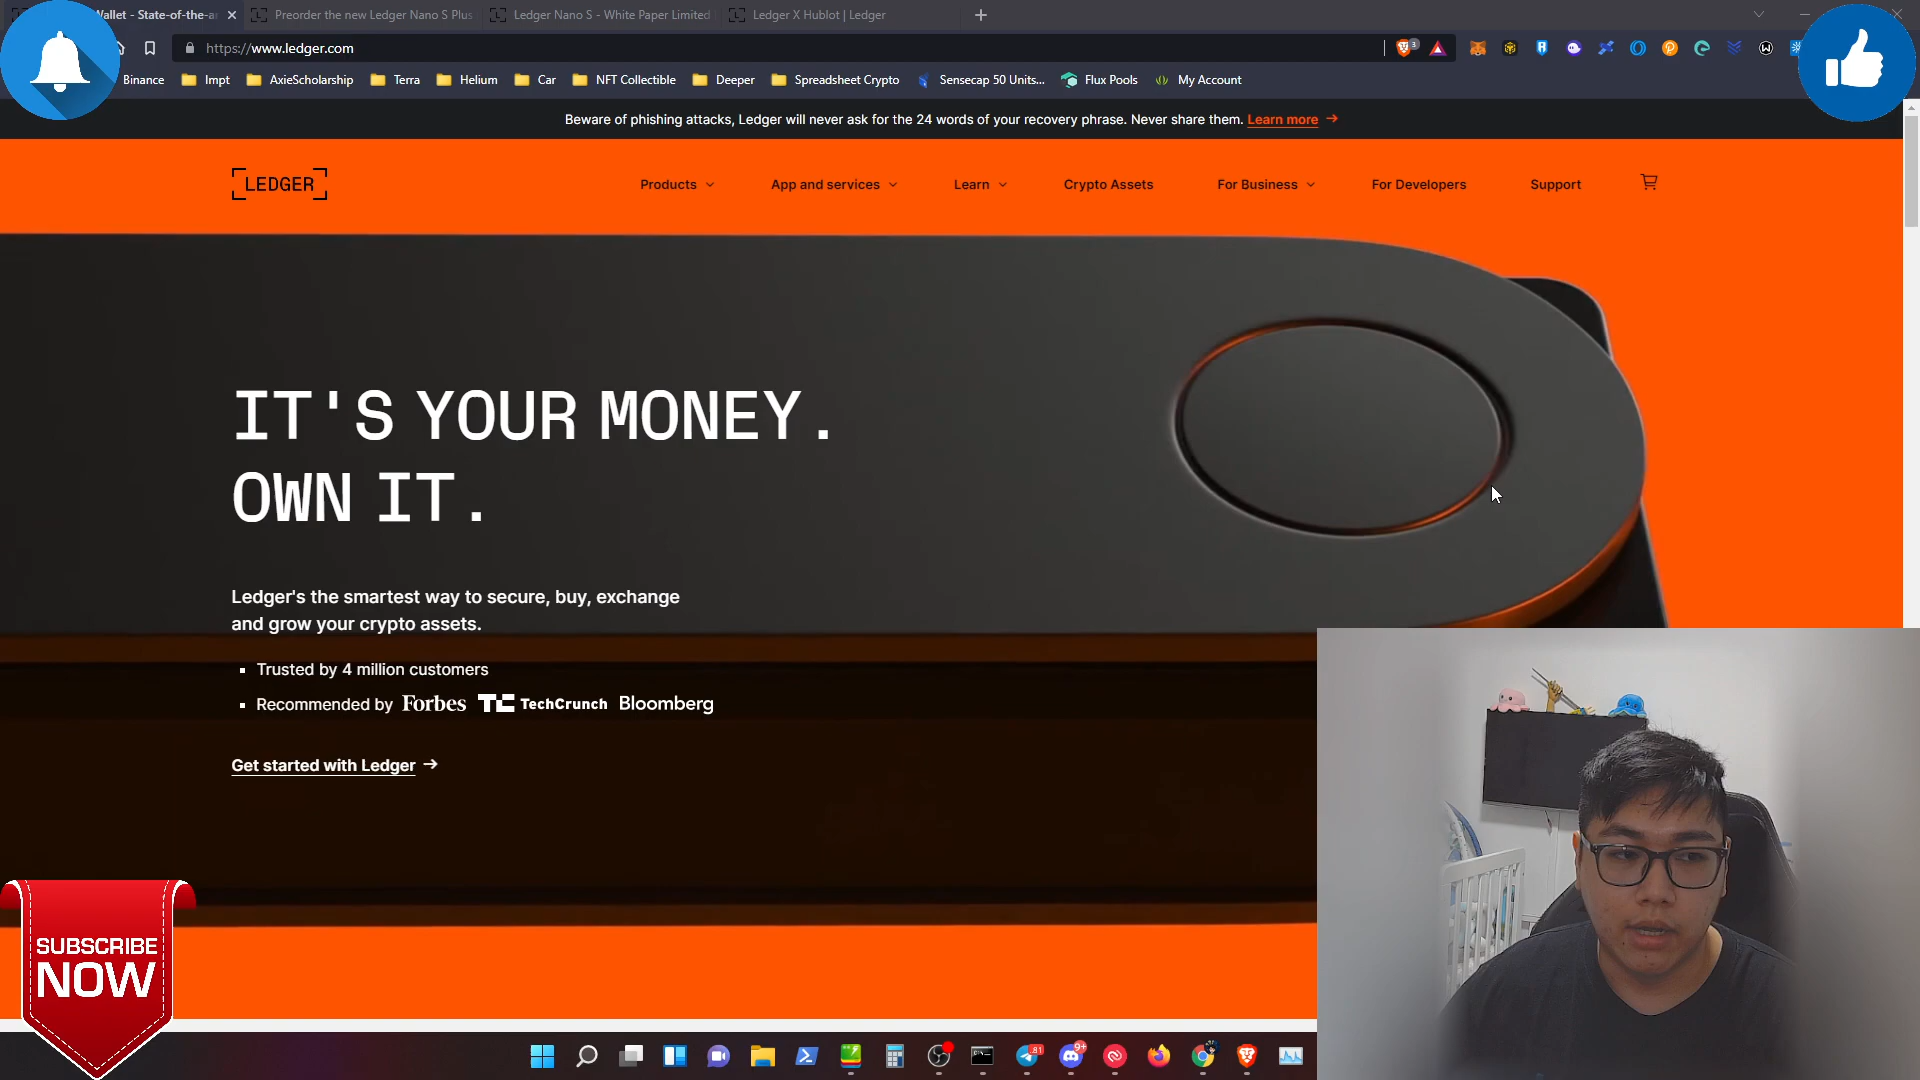 Wallet - State-of-the-ar
Preorder the new Ledger Nano S Plus
Ledger Nano S - White Paper Limited
Ledger X Hublot | Ledger
https://www.ledger.com
3
Binance
Impt
AxieScholarship
Terra
Helium
Car
NFT Collectible
Deeper
Spreadsheet Crypto
Sensecap 50 Units...
Flux Pools
My Account
Beware of phishing attacks, Ledger will never ask for the 24 words of your recovery phrase. Never share them. Learn more
LEDGER
Products
App and services
Learn
Crypto Assets
For Business
For Developers
Support
IT'S YOUR MONEY.
OWN IT.
Ledger's the smartest way to secure, buy, exchange
and grow your crypto assets.
Trusted by 4 million customers
Recommended by Forbes TC TechCrunch Bloomberg
Get started with Ledger
SUBSCRIBE
NOW
81
9+